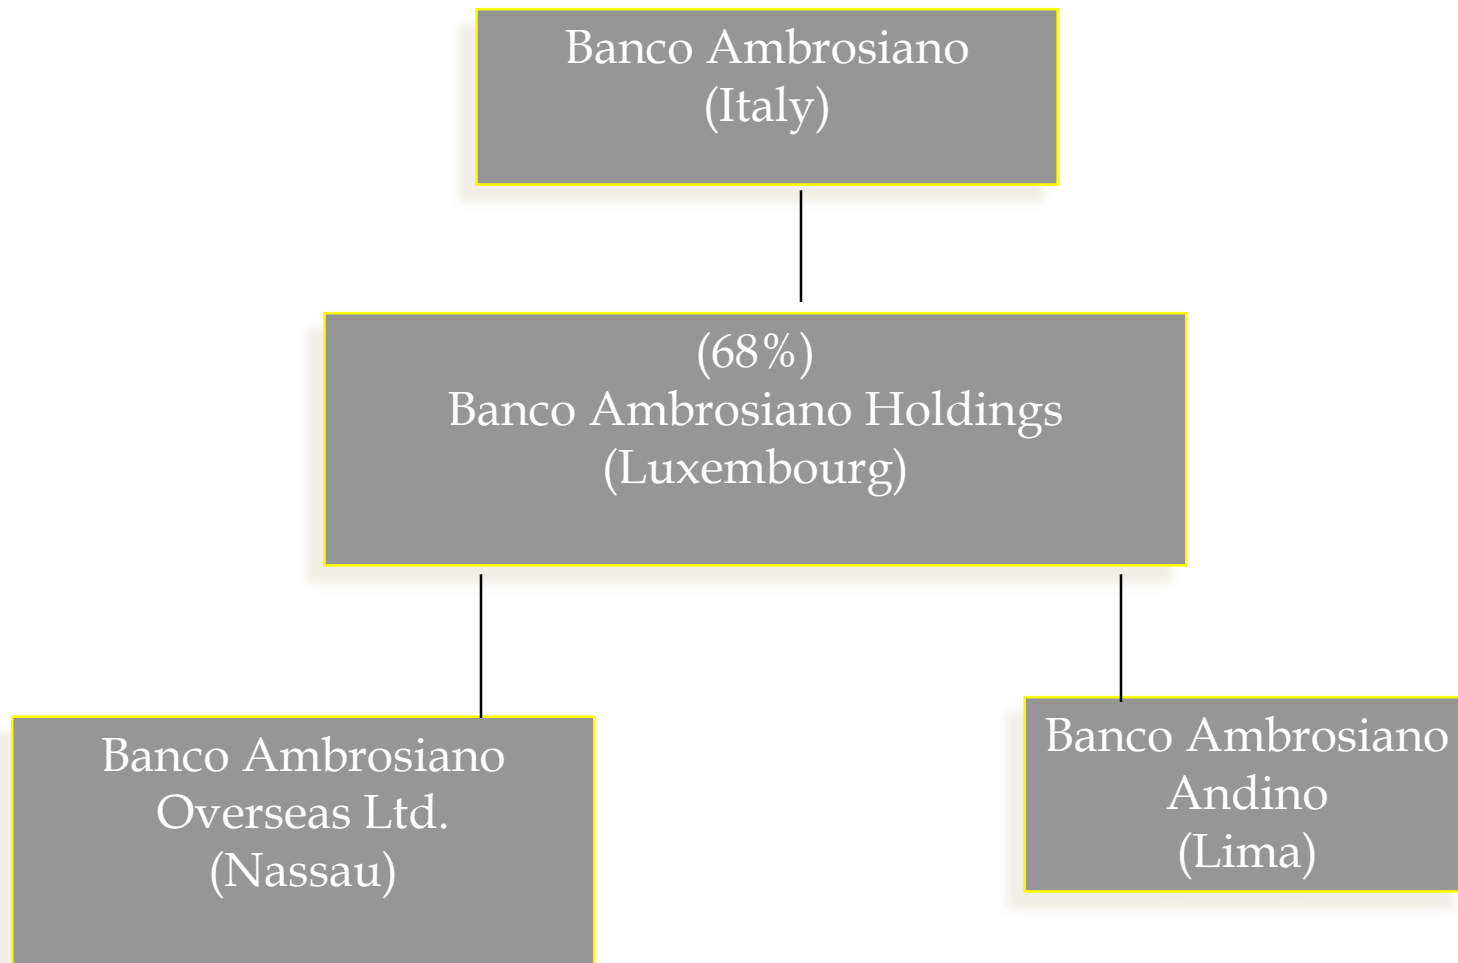 Banco Ambrosiano
(Italy)
(68%)
Banco Ambrosiano Holdings
(Luxembourg)
Banco Ambrosiano
Overseas Ltd.
(Nassau)
Banco Ambrosiano
Andino
(Lima)